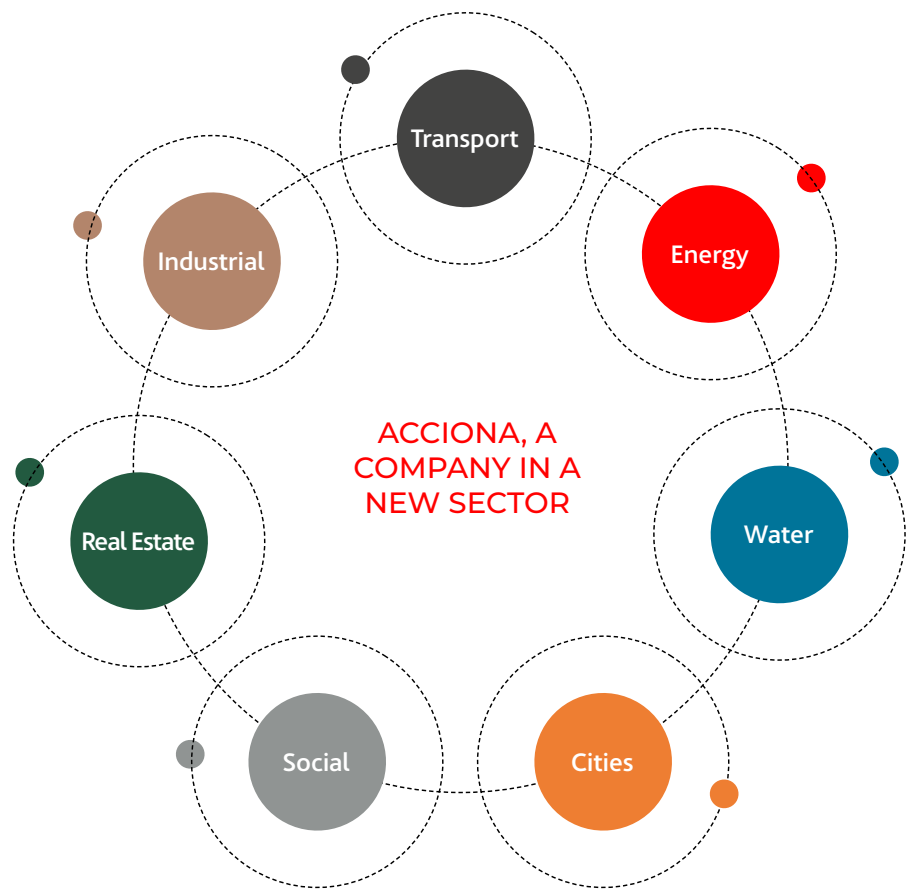 Transport
Energy
Industrial
ACCIONA, A
COMPANY IN A
NEW SECTOR
Water
Real Estate
Social
Cities